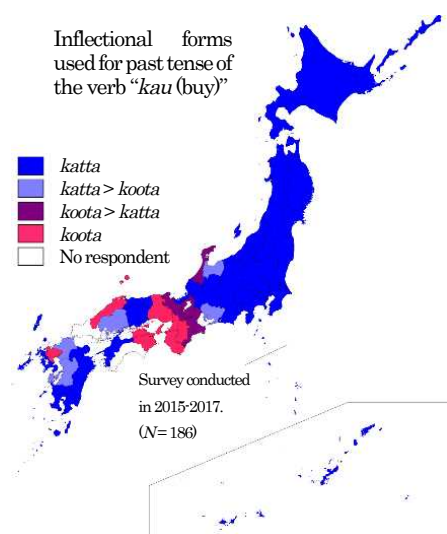 Inflectional forms
used for past tense of
the verb “kau (buy)”
katta
katta > koota
koota > katta
koota
No respondent
Survey conducted
in 2015-2017.
(N = 186)